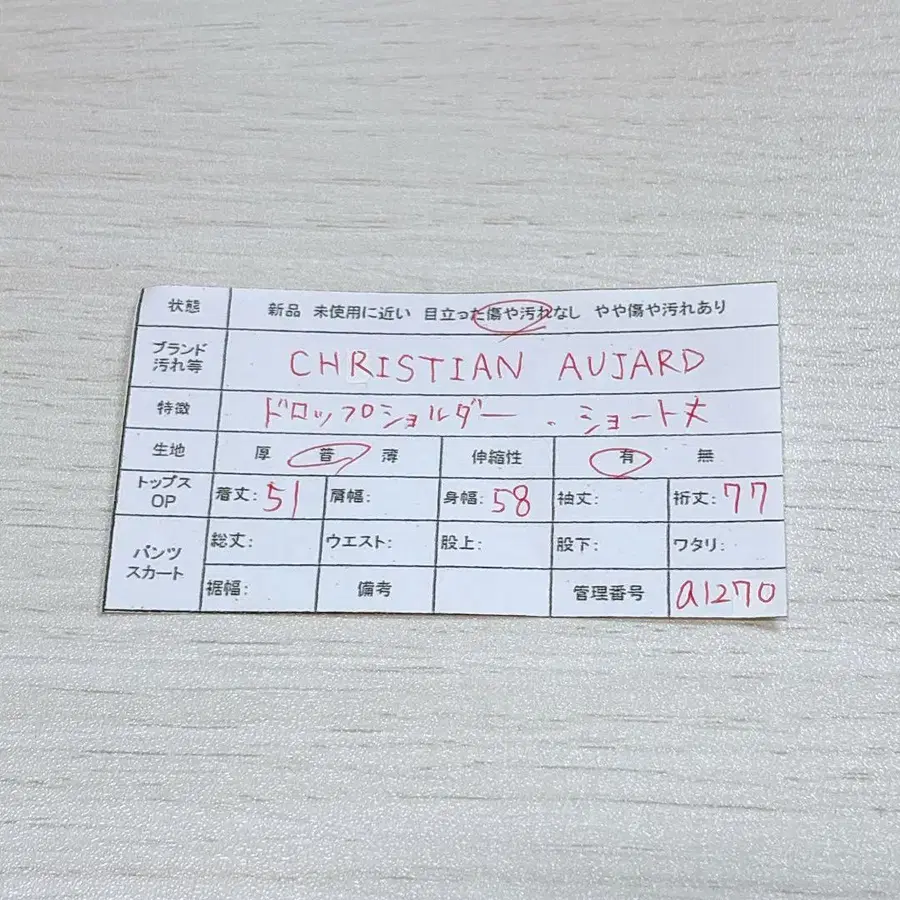 状態 新品 未使用に近い 目立った傷や汚れなし やや傷や汚れあり
ブランド
汚れ等 CHRISTIAN AUJARD
特徴 ドロップショルダー 、ショート丈
生地 厚 普 薄 伸縮性 有 無
トップス
OP 着丈: 51 肩幅: 身幅: 58 袖丈: 裄丈: 77
パンツ
スカート 総丈: ウエスト: 股上: 股下: ワタリ:
裾幅: 備考 管理番号 a1270